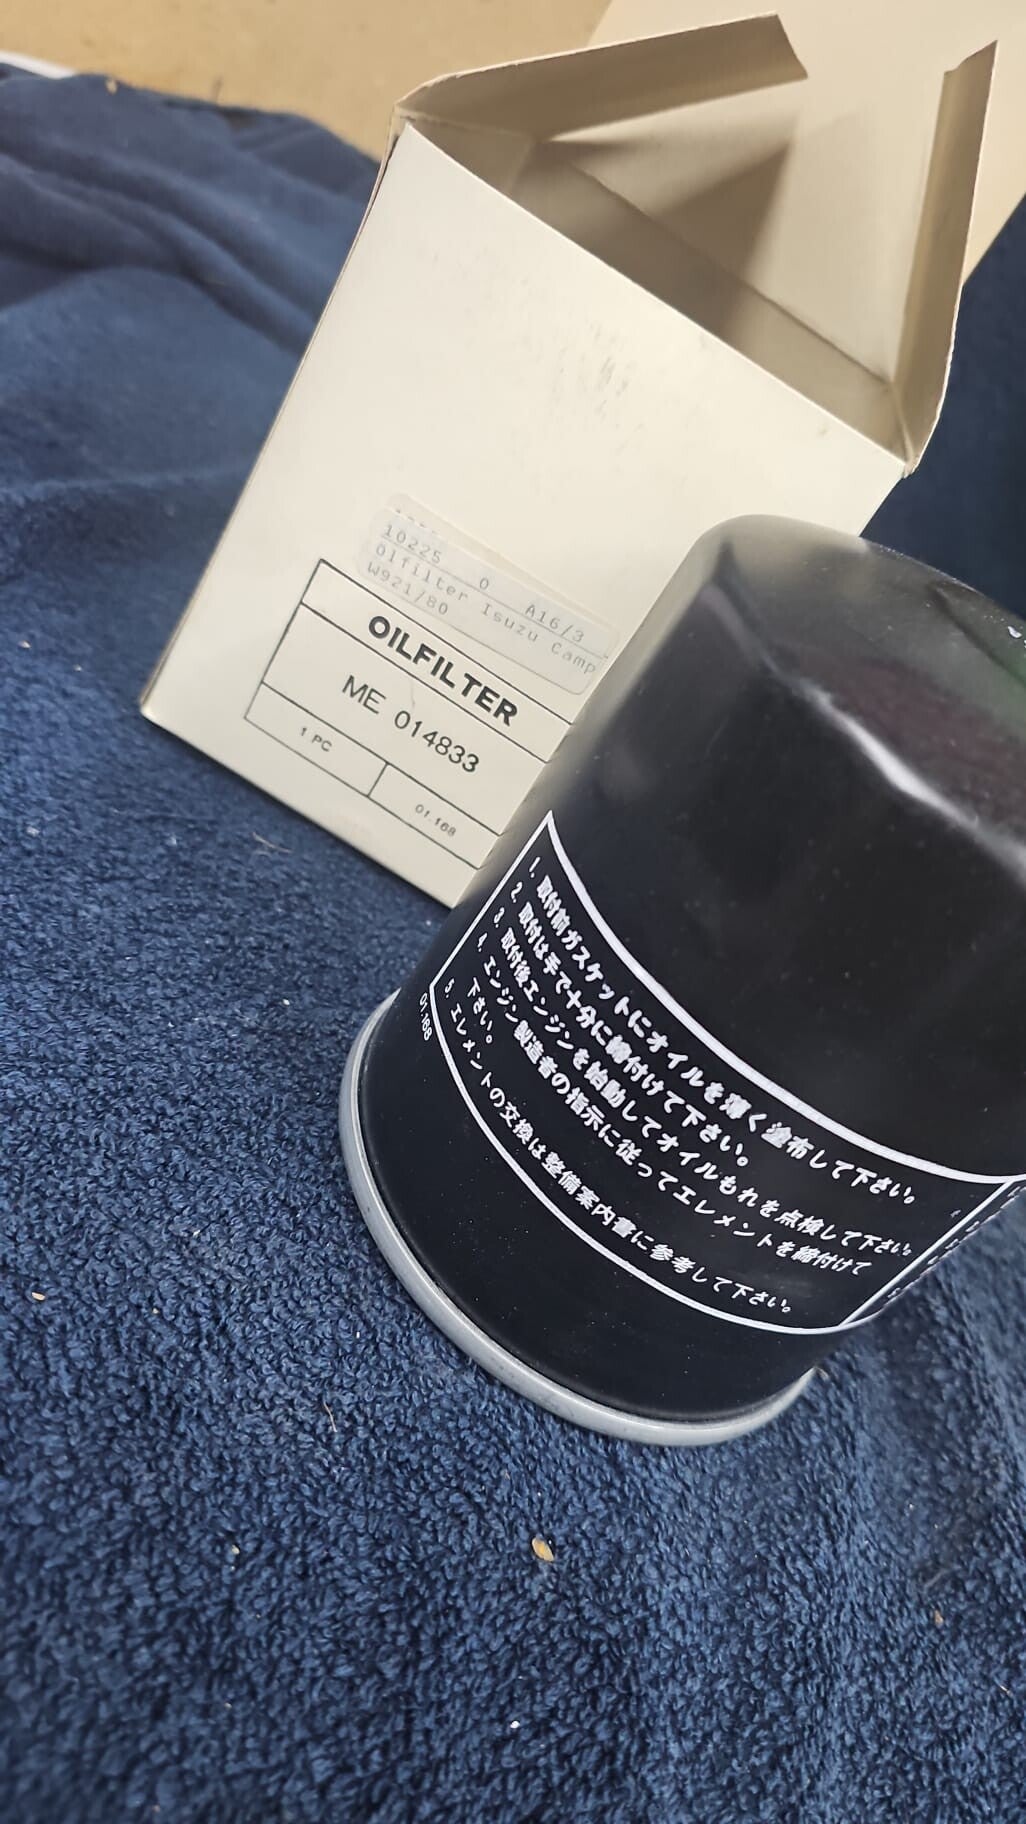 10225 0 A16/3
Ölfilter Isuzu Camp
W921/80
OILFILTER
ME 014833
1 PC
01.168
1. 取付前ガスケットにオイルを薄く塗布して下さい。
2. 取付は手で十分に締付けて下さい。
3. 取付後エンジンを始動してオイルもれを点検して下さい。
4. エンジン製造者の指示に従ってエレメントを締付けて
下さい。
5. エレメントの交換は整備案内書に参考して下さい。
01.168